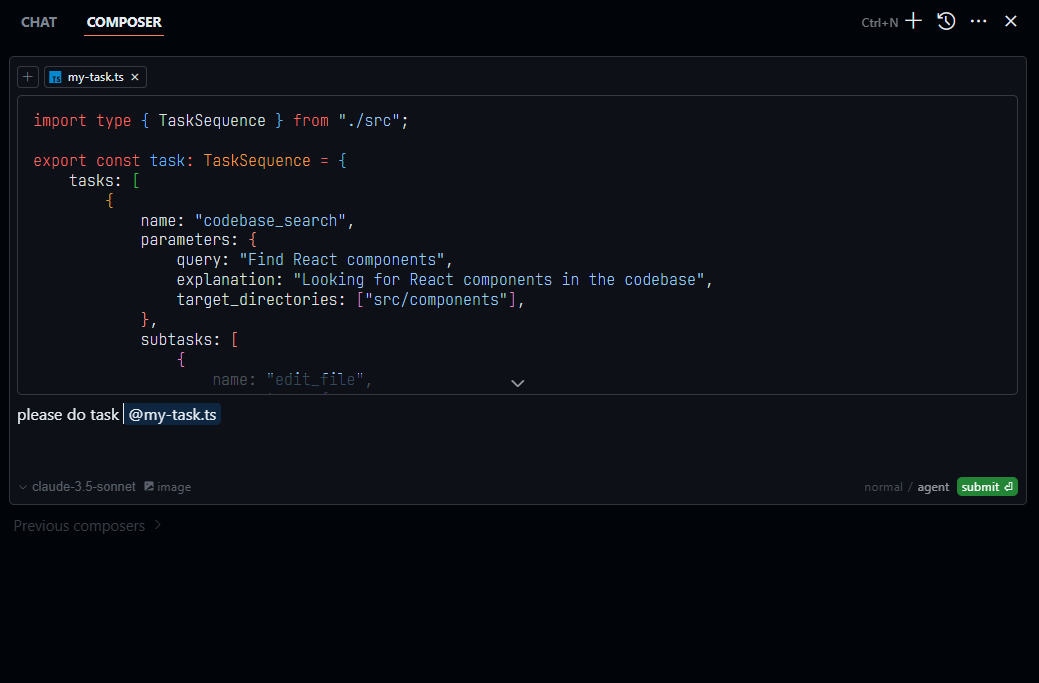 CHAT COMPOSER Ctrl+N
TS my-task.ts
import type { TaskSequence } from "./src";
export const task: TaskSequence = {
tasks: [
{
name: "codebase_search",
parameters: {
query: "Find React components",
explanation: "Looking for React components in the codebase",
target_directories: ["src/components"],
},
subtasks: [
{
name: "edit_file",
please do task @my-task.ts
claude-3.5-sonnet image normal / agent submit
Previous composers